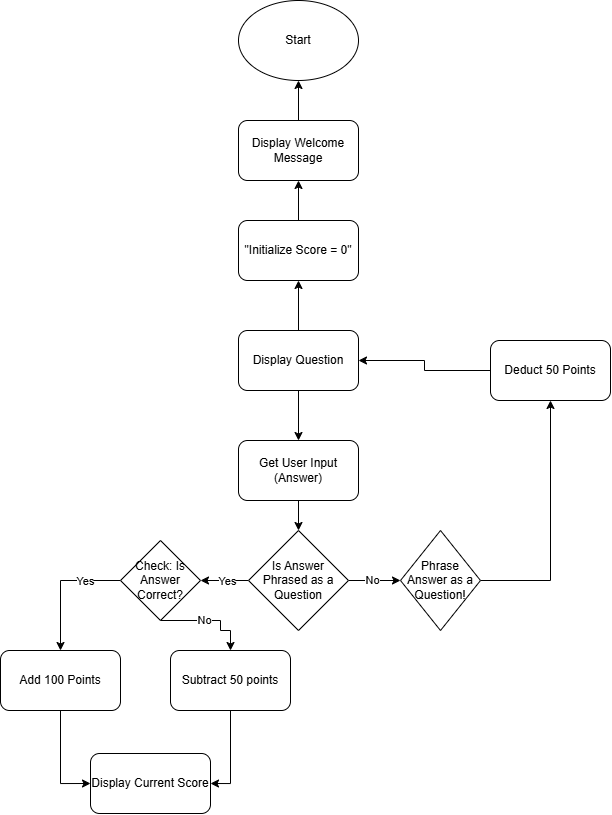 Start
Display Welcome
Message
"Initialize Score = 0"
Display Question
Deduct 50 Points
Get User Input
(Answer)
Check: Is
Answer
Correct?
Is Answer
Phrased as a
Question
Phrase
Answer as a
Question!
Yes
Yes
No
No
Add 100 Points
Subtract 50 points
Display Current Score